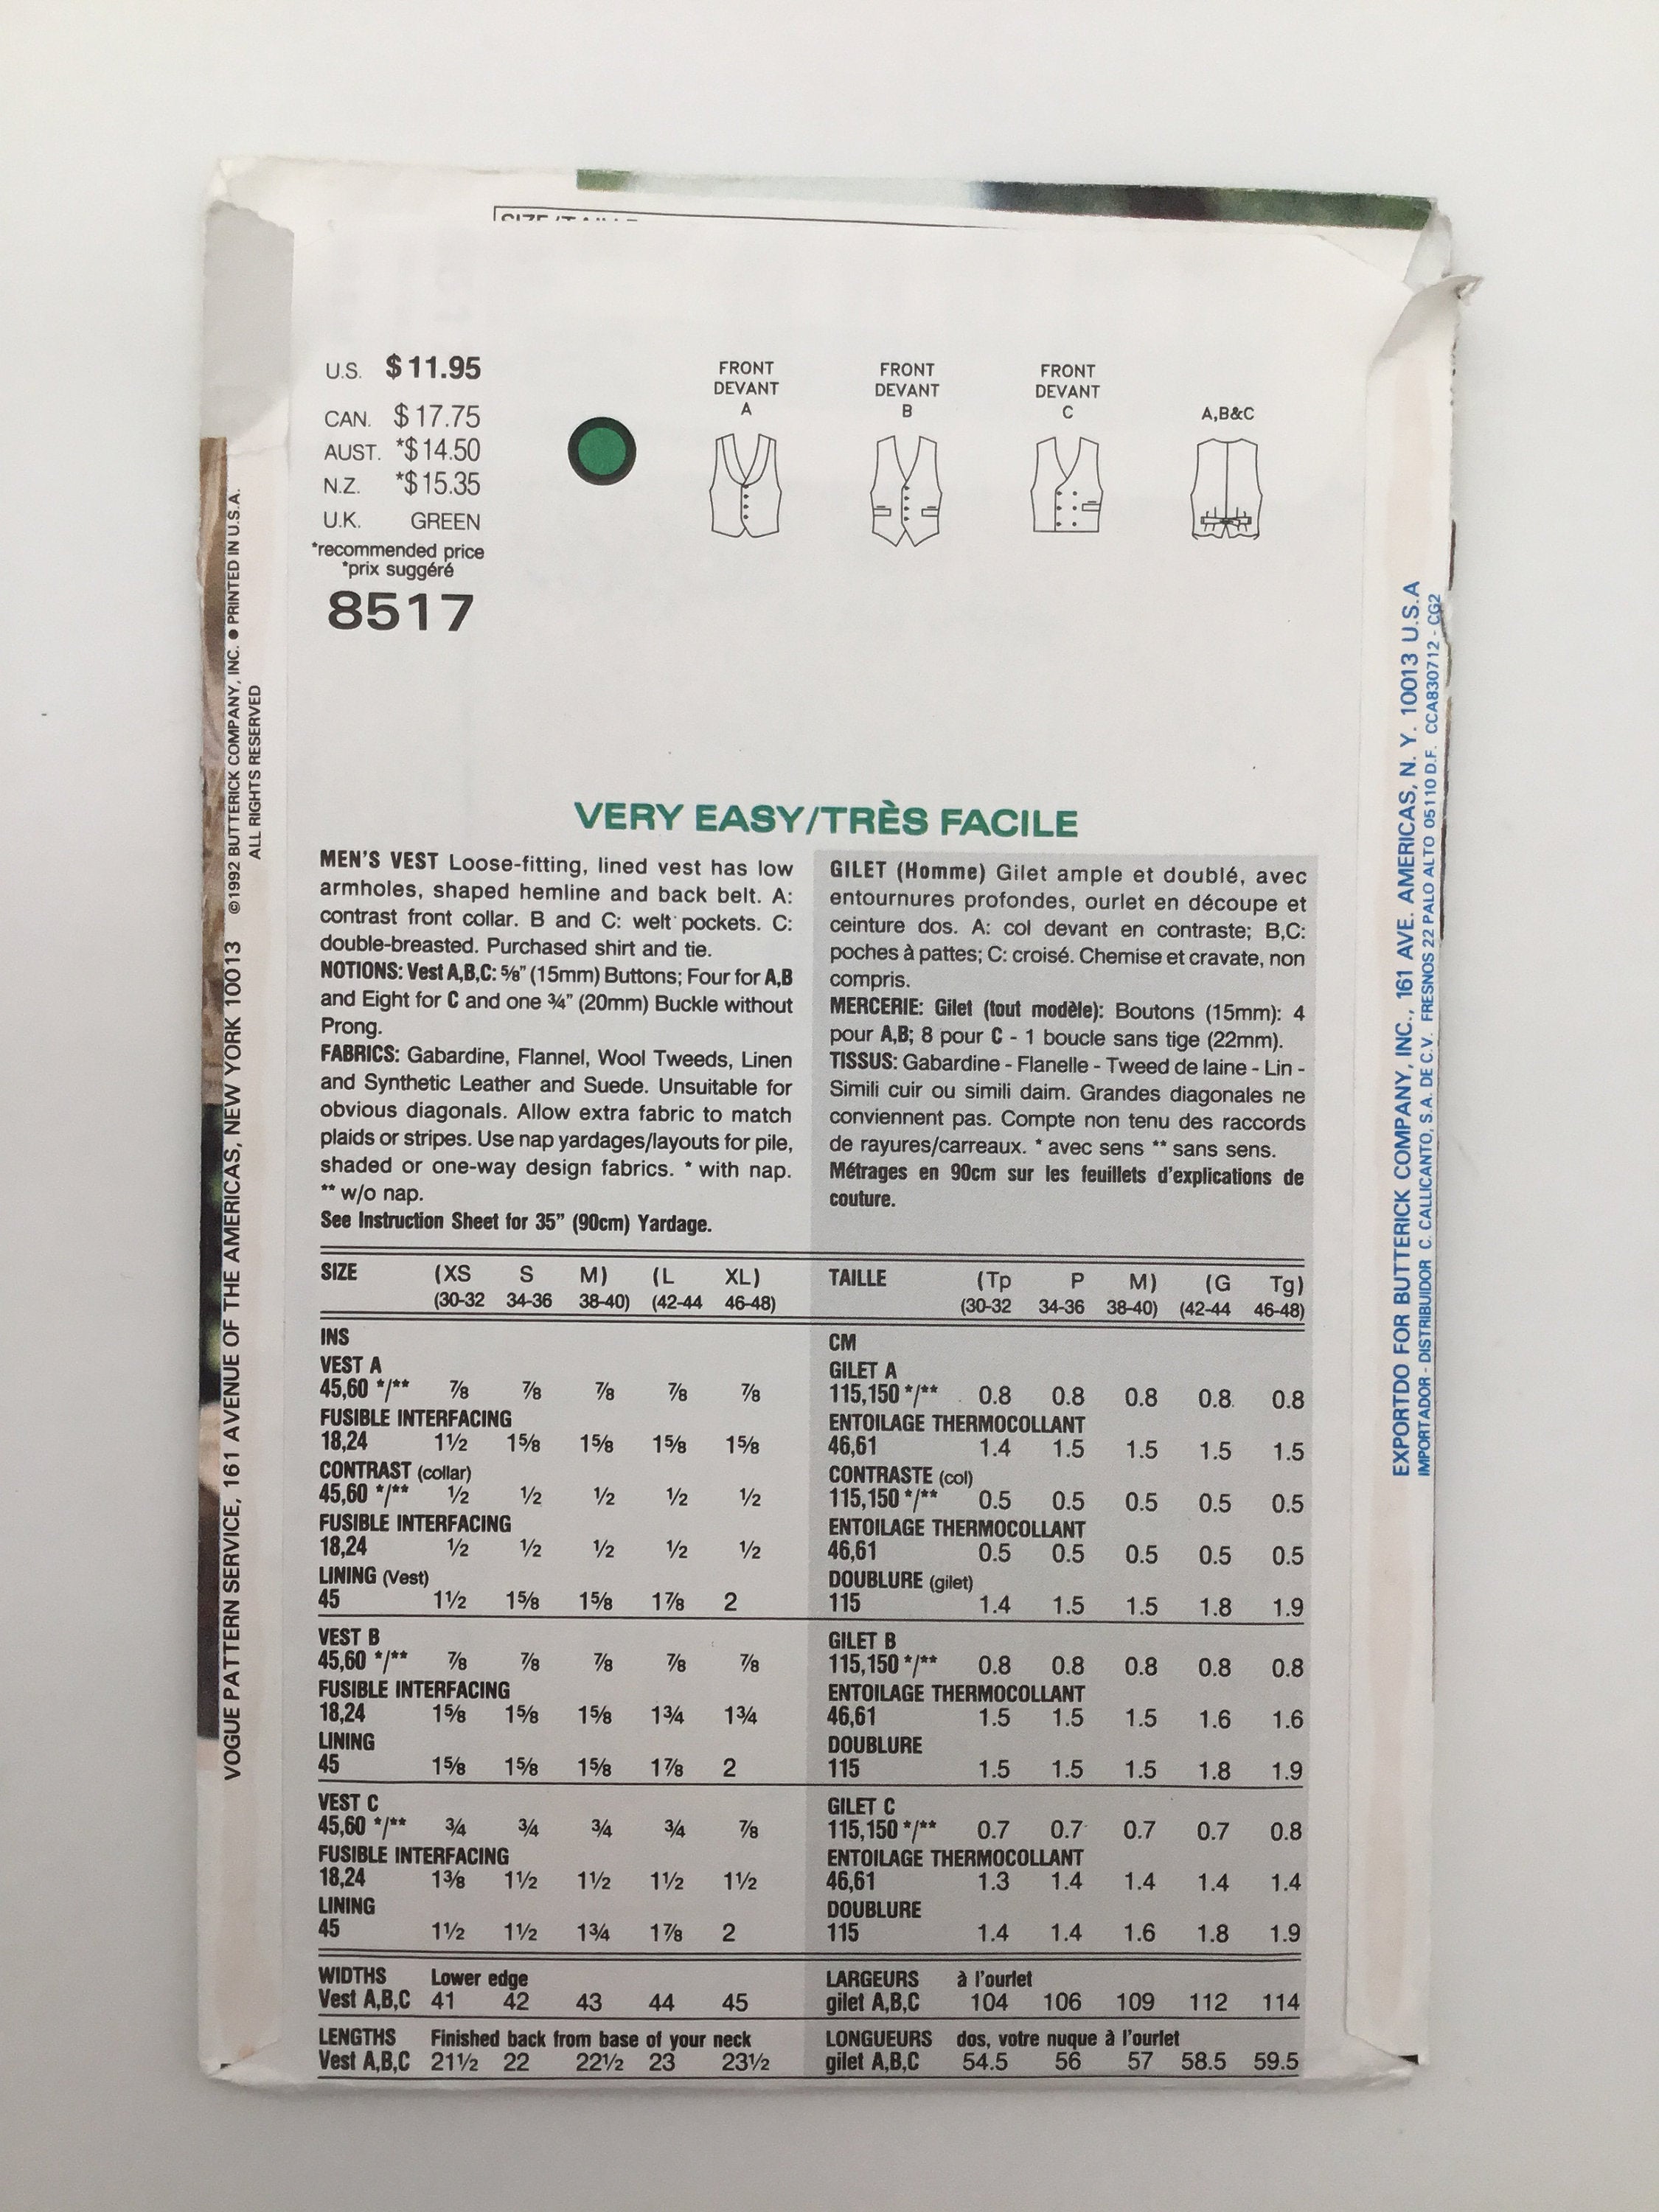 U.S. $11.95
CAN. $17.75
AUST. *$14.50
N.Z. *$15.35
U.K. GREEN
*recommended price
*prix suggéré
8517
FRONT
DEVANT
A
FRONT
DEVANT
B
FRONT
DEVANT
C
A,B&C
VERY EASY/TRÈS FACILE
MEN'S VEST Loose-fitting, lined vest has low
armholes, shaped hemline and back belt. A:
contrast front collar. B and C: welt pockets. C:
double-breasted. Purchased shirt and tie.
NOTIONS: Vest A,B,C: ⅝" (15mm) Buttons; Four for A,B
and Eight for C and one ¾" (20mm) Buckle without
Prong.
FABRICS: Gabardine, Flannel, Wool Tweeds, Linen
and Synthetic Leather and Suede. Unsuitable for
obvious diagonals. Allow extra fabric to match
plaids or stripes. Use nap yardages/layouts for pile,
shaded or one-way design fabrics. * with nap.
** w/o nap.
See Instruction Sheet for 35" (90cm) Yardage.
GILET (Homme) Gilet ample et doublé, avec
entournures profondes, ourlet en découpe et
ceinture dos. A: col devant en contraste; B,C:
poches à pattes; C: croisé. Chemise et cravate, non
compris.
MERCERIE: Gilet (tout modèle): Boutons (15mm): 4
pour A,B; 8 pour C - 1 boucle sans tige (22mm).
TISSUS: Gabardine - Flanelle - Tweed de laine - Lin -
Simili cuir ou simili daim. Grandes diagonales ne
conviennent pas. Compte non tenu des raccords
de rayures/carreaux. * avec sens ** sans sens.
Métrages en 90cm sur les feuillets d'explications de
couture.
SIZE (XS S M) (L XL)
(30-32 34-36 38-40) (42-44 46-48)
INS
VEST A
45,60 */** ⅞ ⅞ ⅞ ⅞ ⅞
FUSIBLE INTERFACING
18,24 1½ 1⅝ 1⅝ 1⅝ 1⅝
CONTRAST (collar)
45,60 */** ½ ½ ½ ½ ½
FUSIBLE INTERFACING
18,24 ½ ½ ½ ½ ½
LINING (Vest)
45 1½ 1⅝ 1⅝ 1⅞ 2
VEST B
45,60 */** ⅞ ⅞ ⅞ ⅞ ⅞
FUSIBLE INTERFACING
18,24 1⅝ 1⅝ 1⅝ 1¾ 1¾
LINING
45 1⅝ 1⅝ 1⅝ 1⅞ 2
VEST C
45,60 */** ¾ ¾ ¾ ¾ ⅞
FUSIBLE INTERFACING
18,24 1⅜ 1½ 1½ 1½ 1½
LINING
45 1½ 1½ 1¾ 1⅞ 2
WIDTHS Lower edge
Vest A,B,C 41 42 43 44 45
LENGTHS Finished back from base of your neck
Vest A,B,C 21½ 22 22½ 23 23½
TAILLE (Tp P M) (G Tg)
(30-32 34-36 38-40) (42-44 46-48)
CM
GILET A
115,150 */** 0.8 0.8 0.8 0.8 0.8
ENTOILAGE THERMOCOLLANT
46,61 1.4 1.5 1.5 1.5 1.5
CONTRASTE (col)
115,150 */** 0.5 0.5 0.5 0.5 0.5
ENTOILAGE THERMOCOLLANT
46,61 0.5 0.5 0.5 0.5 0.5
DOUBLURE (gilet)
115 1.4 1.5 1.5 1.8 1.9
GILET B
115,150 */** 0.8 0.8 0.8 0.8 0.8
ENTOILAGE THERMOCOLLANT
46,61 1.5 1.5 1.5 1.6 1.6
DOUBLURE
115 1.5 1.5 1.5 1.8 1.9
GILET C
115,150 */** 0.7 0.7 0.7 0.7 0.8
ENTOILAGE THERMOCOLLANT
46,61 1.3 1.4 1.4 1.4 1.4
DOUBLURE
115 1.4 1.4 1.6 1.8 1.9
LARGEURS à l'ourlet
gilet A,B,C 104 106 109 112 114
LONGUEURS dos, votre nuque à l'ourlet
gilet A,B,C 54.5 56 57 58.5 59.5
VOGUE PATTERN SERVICE, 161 AVENUE OF THE AMERICAS, NEW YORK 10013 ©1992 BUTTERICK COMPANY, INC. ● PRINTED IN U.S.A.
ALL RIGHTS RESERVED
EXPORTDO FOR BUTTERICK COMPANY, INC., 161 AVE. AMERICAS, N. Y. 10013 U.S.A
IMPORTADOR - DISTRIBUIDOR C. CALLICANTO, S.A. DE C.V. FRESNOS 22 PALO ALTO 05110 D.F. CCA830712 - CG2